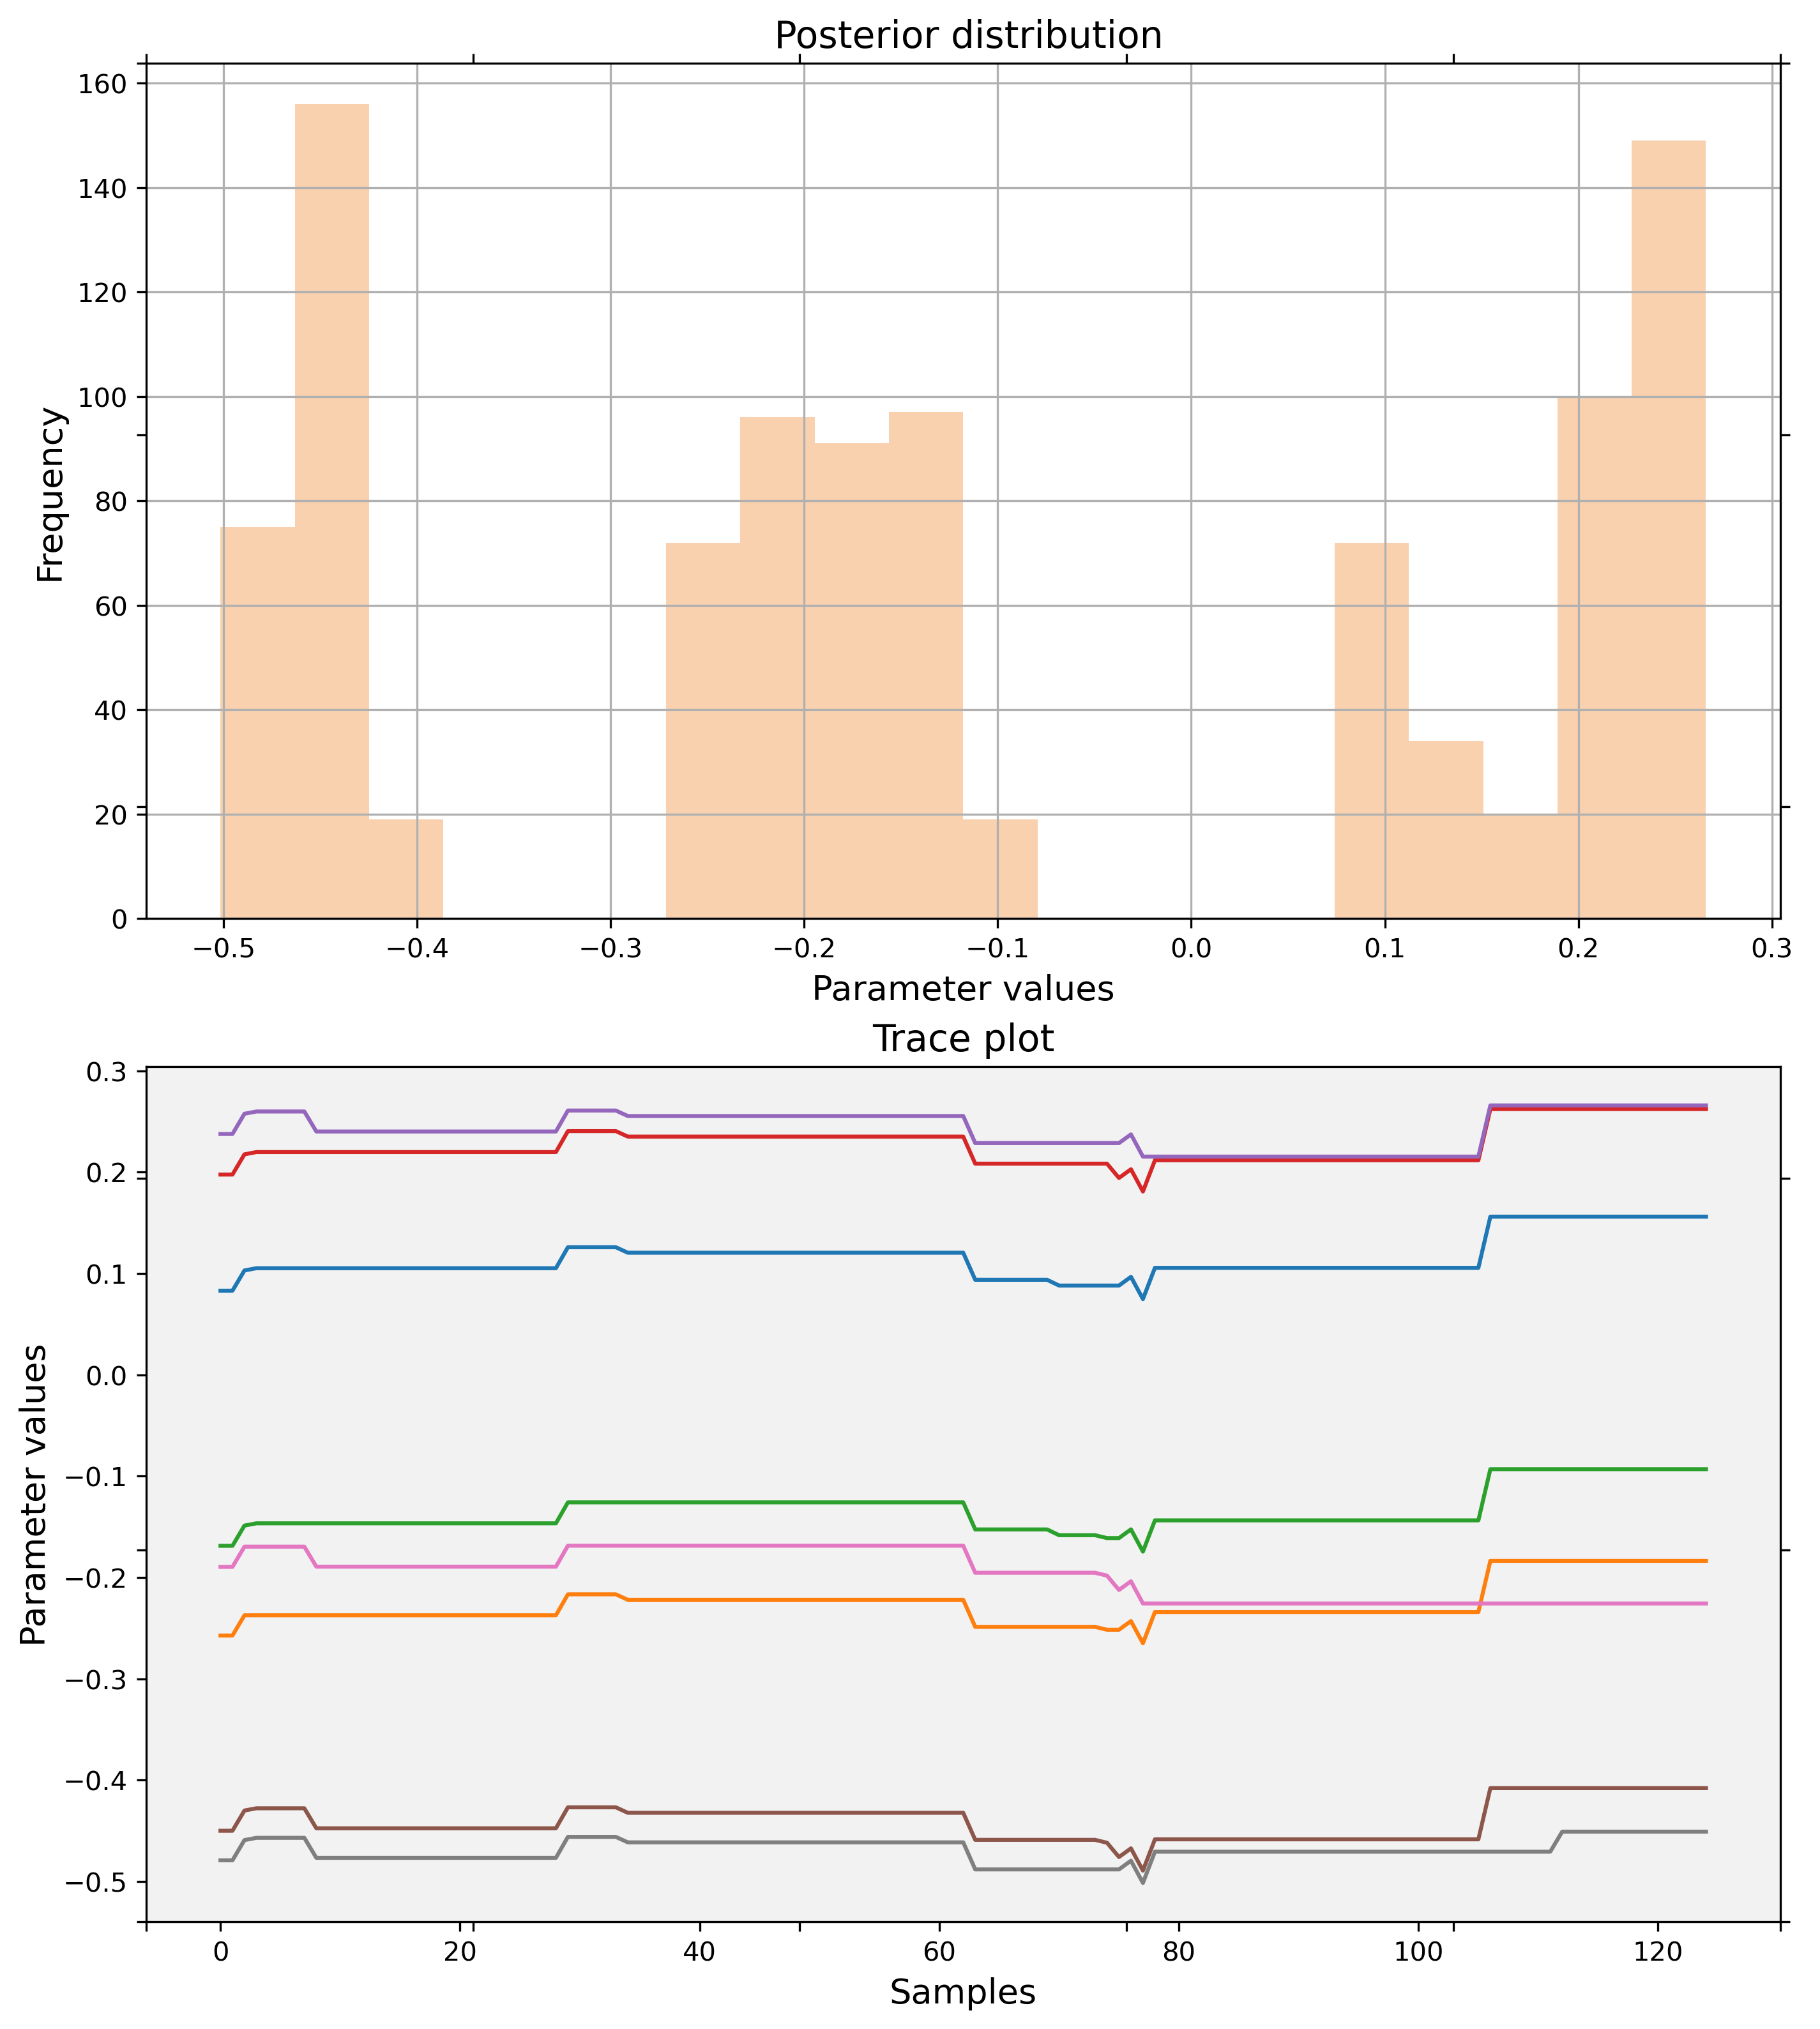 Posterior distribution
160
140
120
100
80
60
40
20
0
Frequency
−0.5 −0.4 −0.3 −0.2 −0.1 0.0 0.1 0.2 0.3
Parameter values
Trace plot
0.3
0.2
0.1
0.0
−0.1
−0.2
−0.3
−0.4
−0.5
Parameter values
0 20 40 60 80 100 120
Samples